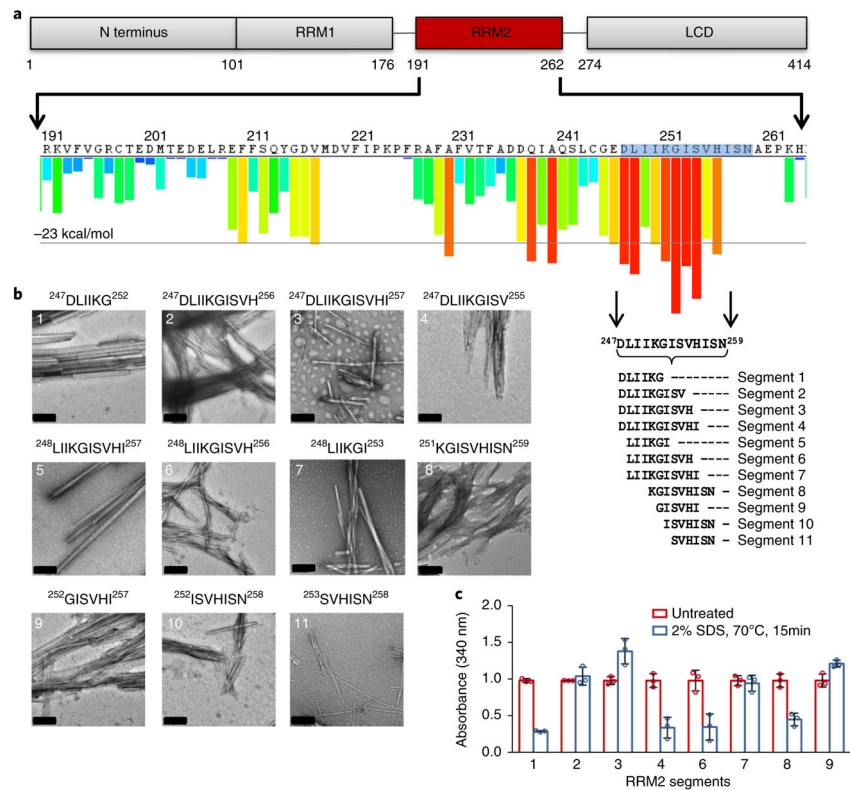 a
N terminus RRM1 RRM2 LCD
1 101 176 191 262 274 414
191 201 211 231 241 251 261
RKVFVGRCTEDMTEDELREFFSQYGDVMDVFIPKPFRAFAFVTFADDQIAQSLCGEDLIIKGISVHISNAEPKH
–23 kcal/mol
b
²⁴⁷DLIIKG²⁵² ²⁴⁷DLIIKGISVH²⁵⁶ ²⁴⁷DLIIKGISVHI²⁵⁷ ²⁴⁷DLIIKGISV²⁵⁵
1 2 3 4
²⁴⁸LIIKGISVHI²⁵⁷ ²⁴⁸LIIKGISVH²⁵⁶ ²⁴⁸LIIKGI²⁵³ ²⁵¹KGISVHISN²⁵⁹
5 6 7 8
²⁵²GISVHI²⁵⁷ ²⁵²ISVHISN²⁵⁸ ²⁵³SVHISN²⁵⁸
9 10 11
²⁴⁷DLIIKGISVHISN²⁵⁹
DLIIKG ------- Segment 1
DLIIKGISV ----- Segment 2
DLIIKGISVH ---- Segment 3
DLIIKGISVHI --- Segment 4
LIIKGI ------ Segment 5
LIIKGISVH ---- Segment 6
LIIKGISVHI --- Segment 7
KGISVHISN – Segment 8
GISVHI --- Segment 9
ISVHISN – Segment 10
SVHISN – Segment 11
c
Untreated
2% SDS, 70°C, 15min
Absorbance (340 nm)
2.0
1.5
1.0
0.5
0.0
1 2 3 4 6 7 8 9
RRM2 segments